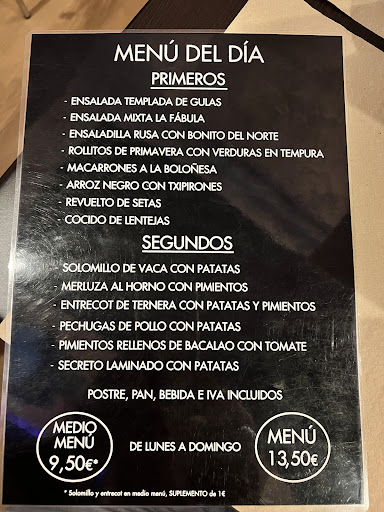 MENÚ DEL DÍA
PRIMEROS
- ENSALADA TEMPLADA DE GULAS
- ENSALADA MIXTA LA FÁBULA
- ENSALADILLA RUSA CON BONITO DEL NORTE
- ROLLITOS DE PRIMAVERA CON VERDURAS EN TEMPURA
- MACARRONES A LA BOLOÑESA
- ARROZ NEGRO CON TXIPIRONES
- REVUELTO DE SETAS
- COCIDO DE LENTEJAS
SEGUNDOS
- SOLOMILLO DE VACA CON PATATAS
- MERLUZA AL HORNO CON PIMIENTOS
- ENTRECOT DE TERNERA CON PATATAS Y PIMIENTOS
- PECHUGAS DE POLLO CON PATATAS
- PIMIENTOS RELLENOS DE BACALAO CON TOMATE
- SECRETO LAMINADO CON PATATAS
POSTRE, PAN, BEBIDA E IVA INCLUIDOS
MEDIO
MENÚ
9,50€*
DE LUNES A DOMINGO
MENÚ
13,50€
* Solomillo y entrecot en medio menú, SUPLEMENTO de 1€